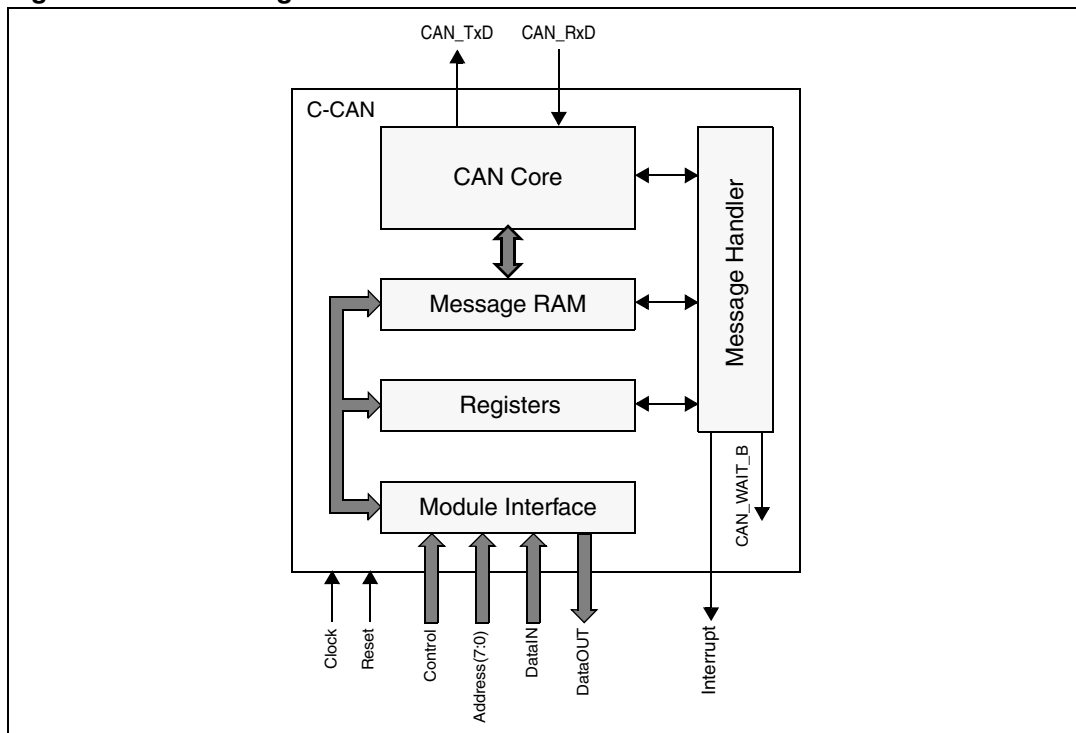 CAN_TxD
CAN_RxD
C-CAN
CAN Core
Message Handler
Message RAM
Registers
Module Interface
CAN_WAIT_B
Clock
Reset
Control
Address(7:0)
DataIN
DataOUT
Interrupt